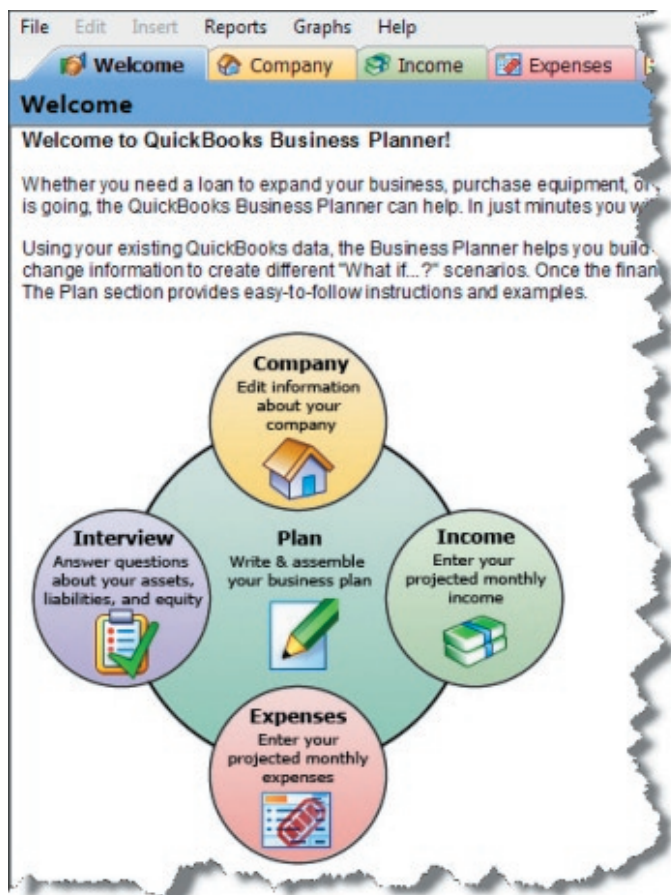 File Edit Insert Reports Graphs Help
Welcome Company Income Expenses
Welcome
Welcome to QuickBooks Business Planner!
Whether you need a loan to expand your business, purchase equipment, or
is going, the QuickBooks Business Planner can help. In just minutes you
Using your existing QuickBooks data, the Business Planner helps you build
change information to create different "What if...?" scenarios. Once the
The Plan section provides easy-to-follow instructions and examples.
Company
Edit information
about your
company
Interview
Answer questions
about your assets,
liabilities, and equity
Plan
Write & assemble
your business plan
Income
Enter your
projected monthly
income
Expenses
Enter your
projected monthly
expenses